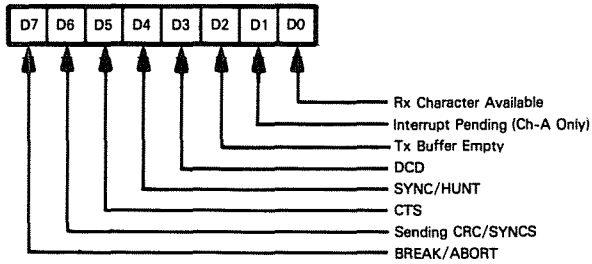 D7 D6 D5 D4 D3 D2 D1 D0
Rx Character Available
Interrupt Pending (Ch-A Only)
Tx Buffer Empty
DCD
SYNC/HUNT
CTS
Sending CRC/SYNCS
BREAK/ABORT